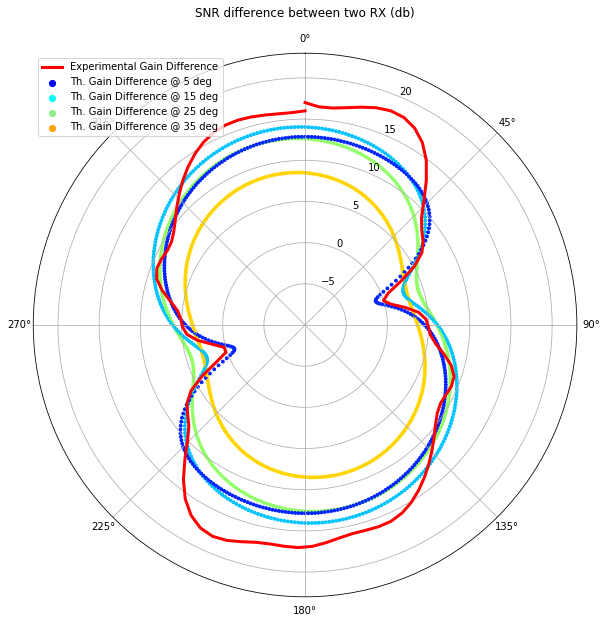 SNR difference between two RX (db)
0°
Experimental Gain Difference
Th. Gain Difference @ 5 deg
Th. Gain Difference @ 15 deg
Th. Gain Difference @ 25 deg
Th. Gain Difference @ 35 deg
20
15
45°
10
5
0
−5
270°
90°
225°
135°
180°